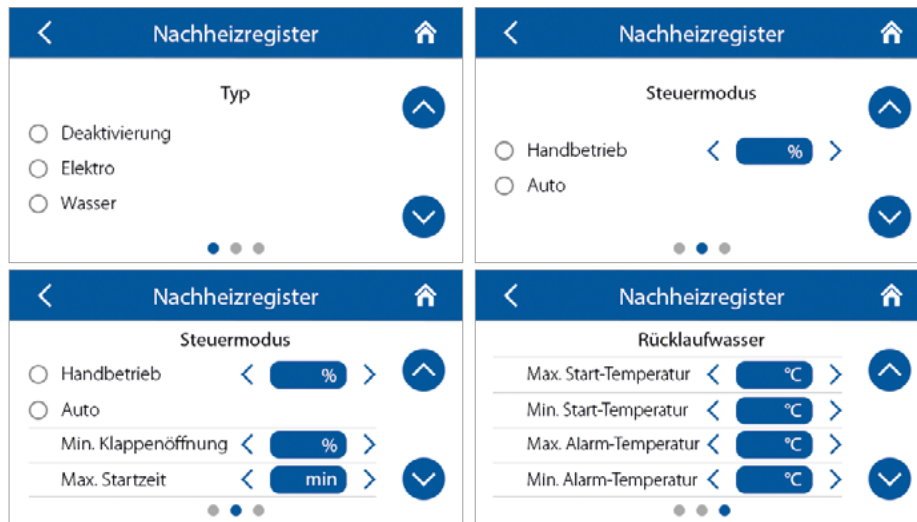 Nachheizregister
Typ
Deaktivierung
Elektro
Wasser
Nachheizregister
Steuermodus
Handbetrieb %
Auto
Nachheizregister
Steuermodus
Handbetrieb %
Auto
Min. Klappenöffnung %
Max. Startzeit min
Nachheizregister
Rücklaufwasser
Max. Start-Temperatur °C
Min. Start-Temperatur °C
Max. Alarm-Temperatur °C
Min. Alarm-Temperatur °C